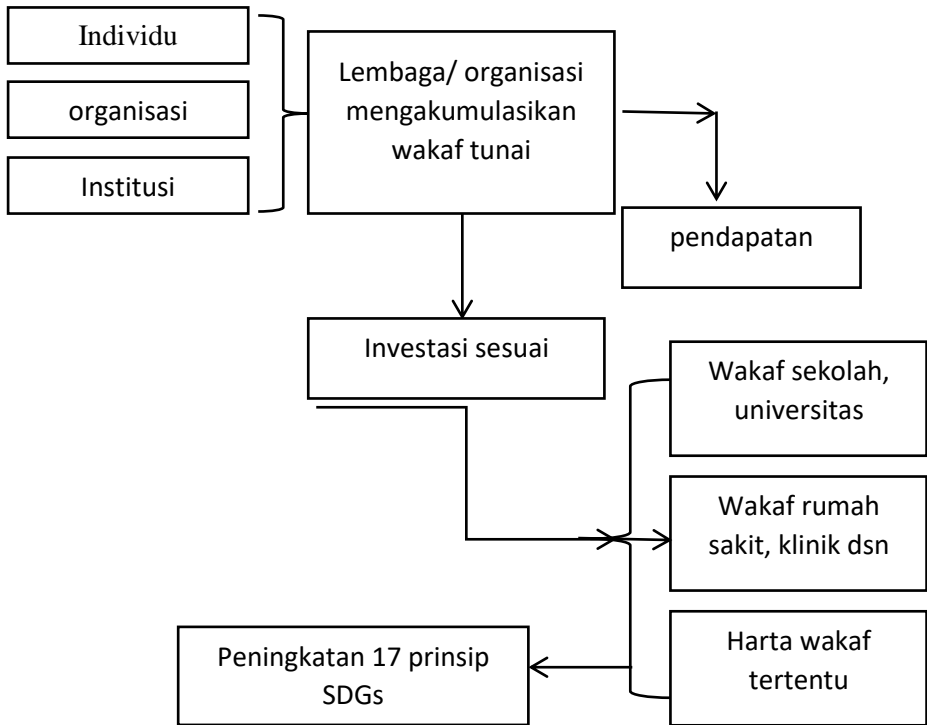 Individu
organisasi
Institusi
Lembaga/ organisasi
mengakumulasikan
wakaf tunai
pendapatan
Investasi sesuai
Wakaf sekolah,
universitas
Wakaf rumah
sakit, klinik dsn
Harta wakaf
tertentu
Peningkatan 17 prinsip
SDGs